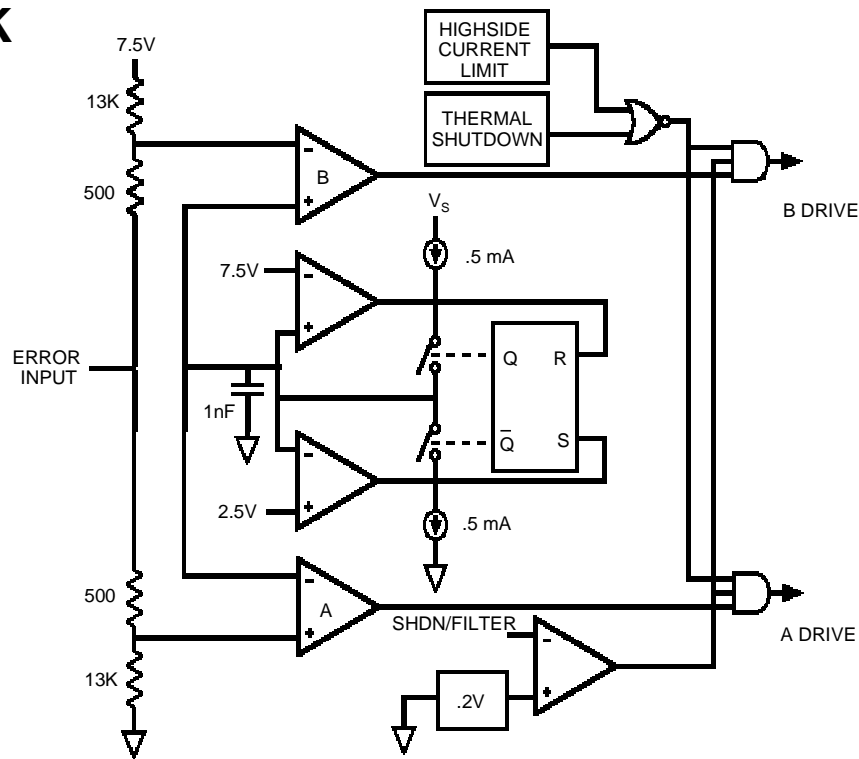 K
HIGHSIDE
CURRENT
LIMIT
7.5V
13K
THERMAL
SHUTDOWN
-
B
+
500
V_S
B DRIVE
.5 mA
7.5V
-
+
ERROR
INPUT
Q
R
1nF
Q̅
S
-
2.5V
+
.5 mA
500
-
A
+
SHDN/FILTER
A DRIVE
13K
-
.2V
+